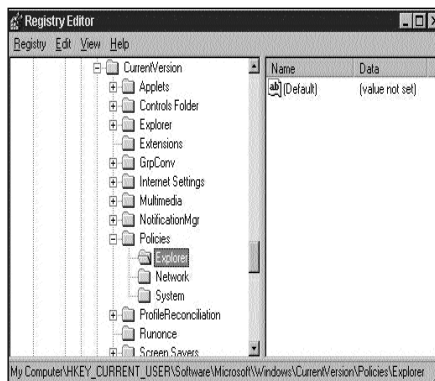 Registry Editor
Registry Edit View Help
CurrentVersion
Applets
Controls Folder
Explorer
Extensions
GrpConv
Internet Settings
Multimedia
NotificationMgr
Policies
Explorer
Network
System
ProfileReconciliation
Runonce
Screen Savers
Name Data
ab (Default) (value not set)
My Computer\HKEY_CURRENT_USER\Software\Microsoft\Windows\CurrentVersion\Policies\Explorer